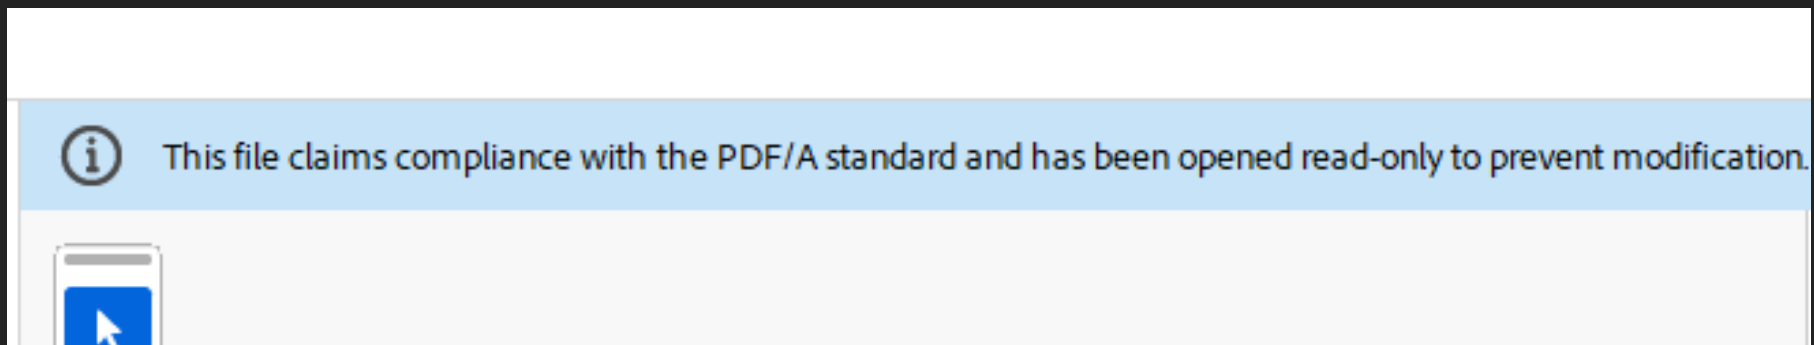 This file claims compliance with the PDF/A standard and has been opened read-only to prevent modification.